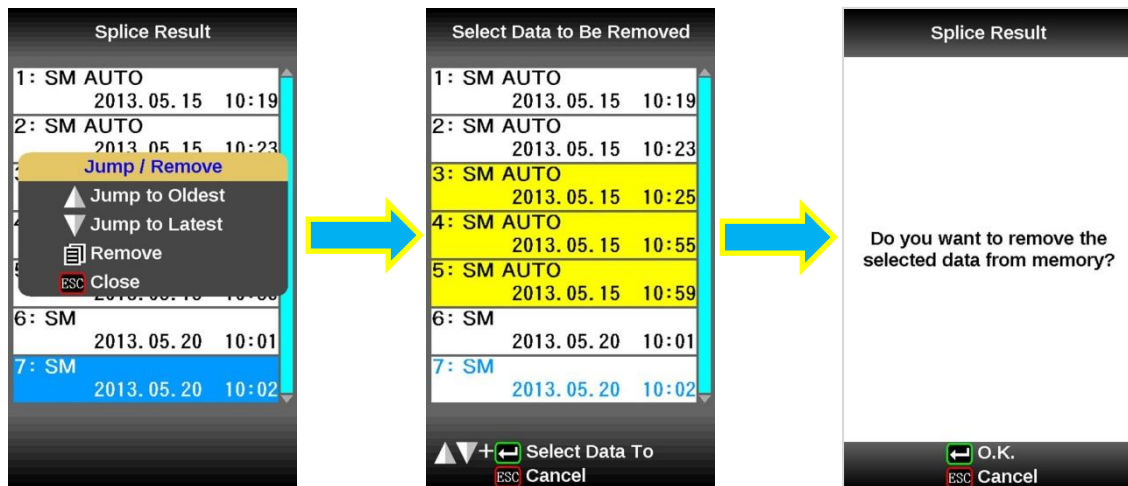 Splice Result
1: SM AUTO
2013.05.15 10:19
2: SM AUTO
2013.05.15 10:23
Jump / Remove
Jump to Oldest
Jump to Latest
Remove
ESC Close
6: SM
2013.05.20 10:01
7: SM
2013.05.20 10:02
Select Data to Be Removed
1: SM AUTO
2013.05.15 10:19
2: SM AUTO
2013.05.15 10:23
3: SM AUTO
2013.05.15 10:25
4: SM AUTO
2013.05.15 10:55
5: SM AUTO
2013.05.15 10:59
6: SM
2013.05.20 10:01
7: SM
2013.05.20 10:02
+ Select Data To
ESC Cancel
Splice Result
Do you want to remove the
selected data from memory?
O.K.
ESC Cancel